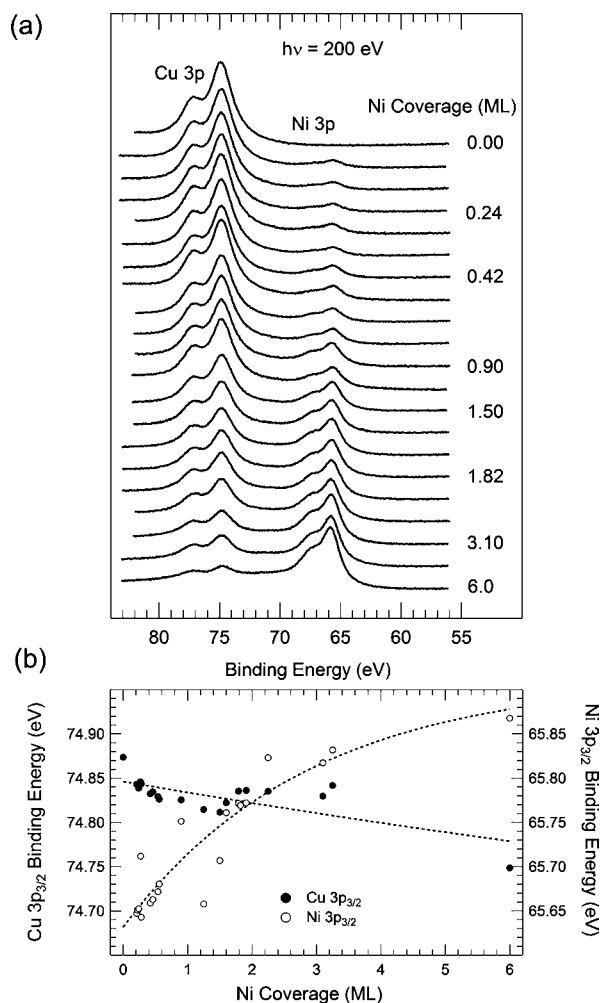 (a)
hν = 200 eV
Cu 3p
Ni 3p
Ni Coverage (ML)
0.00
0.24
0.42
0.90
1.50
1.82
3.10
6.0
80 75 70 65 60 55
Binding Energy (eV)
(b)
Cu 3p3/2 Binding Energy (eV)
74.90
74.85
74.80
74.75
74.70
Ni 3p3/2 Binding Energy (eV)
65.85
65.80
65.75
65.70
65.65
Cu 3p3/2
Ni 3p3/2
0 1 2 3 4 5 6
Ni Coverage (ML)